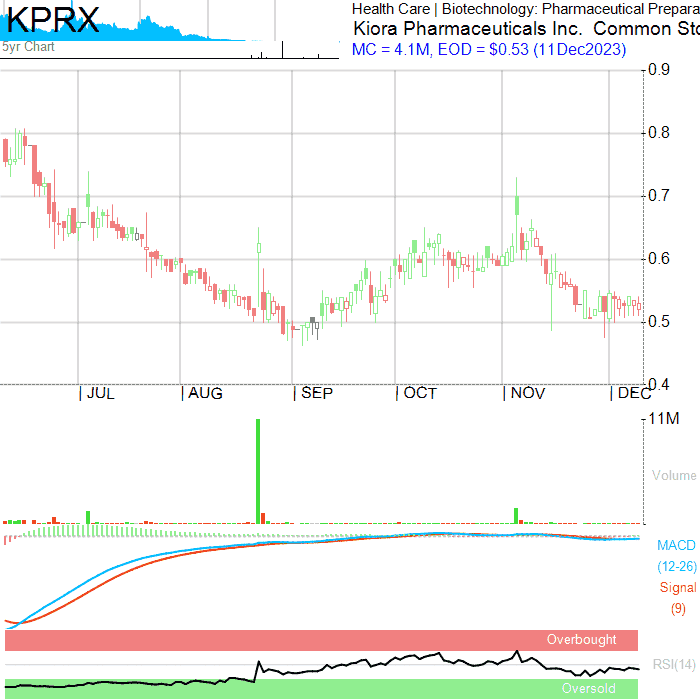 KPRX
5yr Chart
Health Care | Biotechnology: Pharmaceutical Prepara
Kiora Pharmaceuticals Inc. Common Sto
MC = 4.1M, EOD = $0.53 (11Dec2023)
0.9
0.8
0.7
0.6
0.5
0.4
JUL AUG SEP OCT NOV DEC
11M
Volume
MACD
(12-26)
Signal
(9)
Overbought
RSI(14)
Oversold